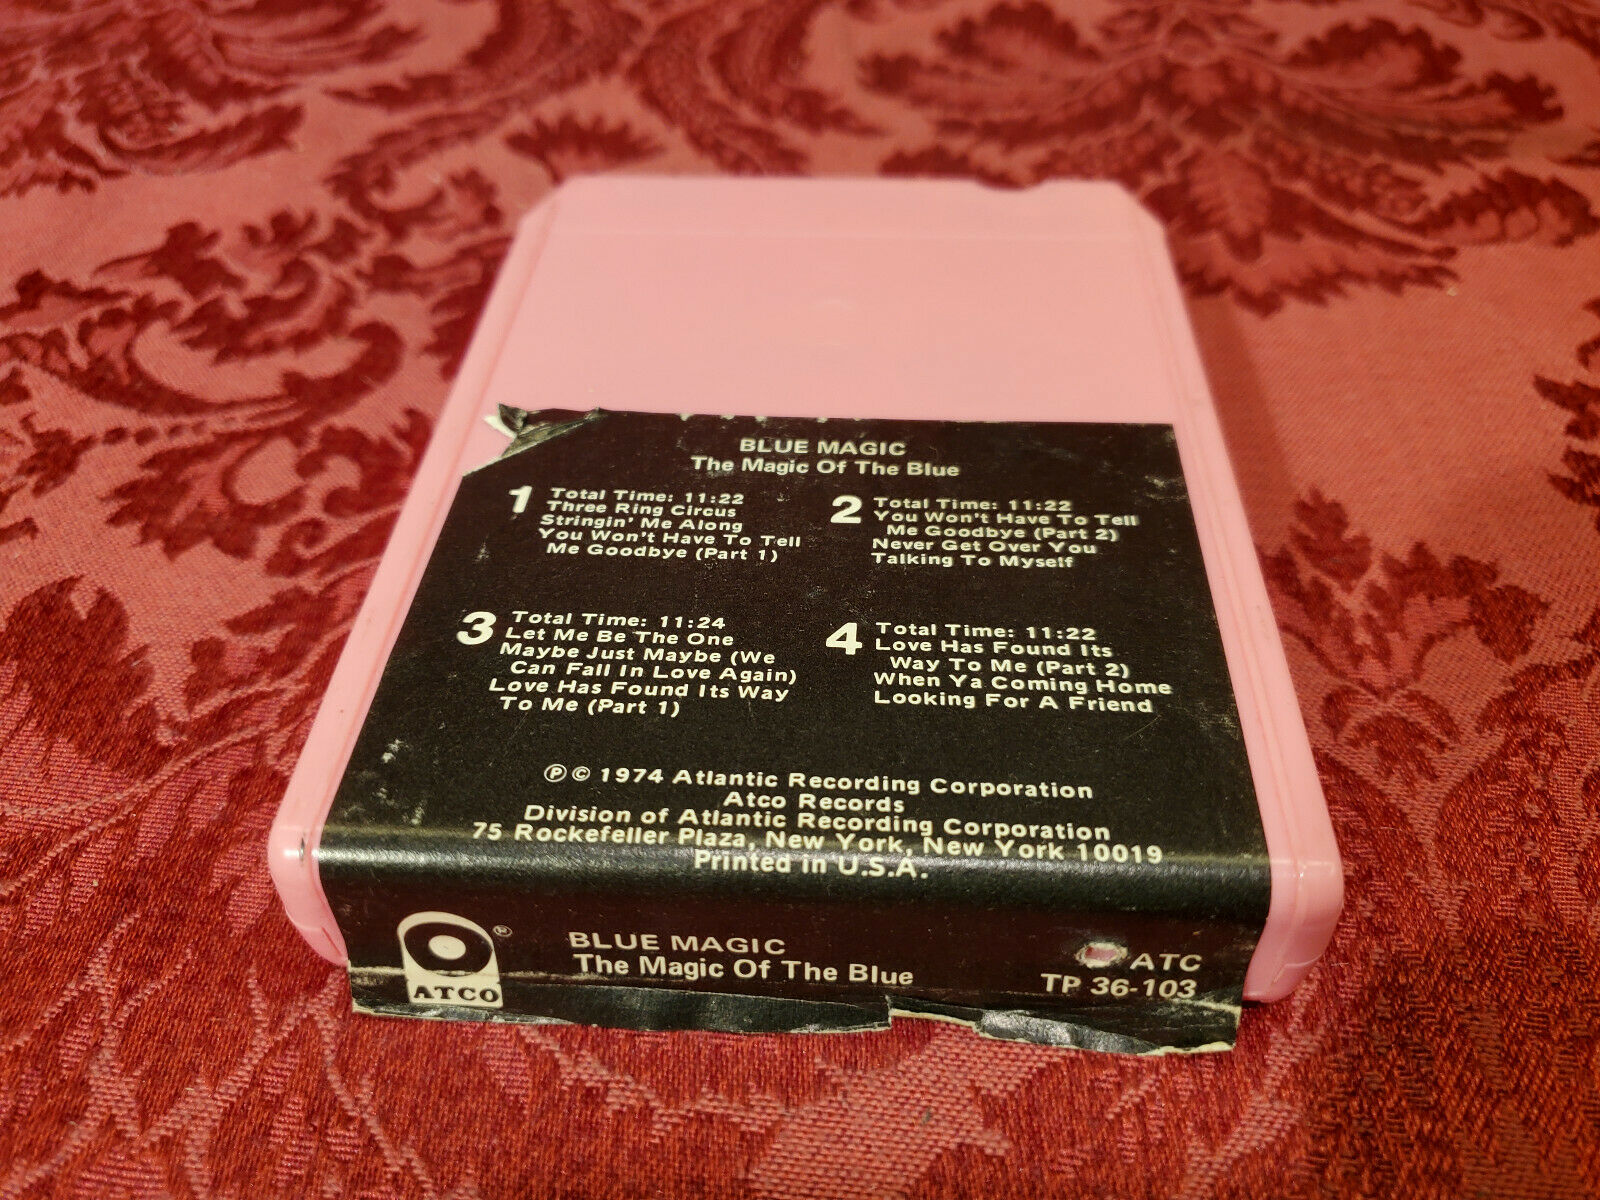 BLUE MAGIC
The Magic Of The Blue
1 Total Time: 11:22
Three Ring Circus
Stringin' Me Along
You Won't Have To Tell
Me Goodbye (Part 1)
2 Total Time: 11:22
You Won't Have To Tell
Me Goodbye (Part 2)
Never Get Over You
Talking To Myself
3 Total Time: 11:24
Let Me Be The One
Maybe Just Maybe (We
Can Fall In Love Again)
Love Has Found Its Way
To Me (Part 1)
4 Total Time: 11:22
Love Has Found Its
Way To Me (Part 2)
When Ya Coming Home
Looking For A Friend
℗ © 1974 Atlantic Recording Corporation
Atco Records
Division of Atlantic Recording Corporation
75 Rockefeller Plaza, New York, New York 10019
Printed in U.S.A.
®
ATCO
BLUE MAGIC
The Magic Of The Blue
ATC
TP 36-103